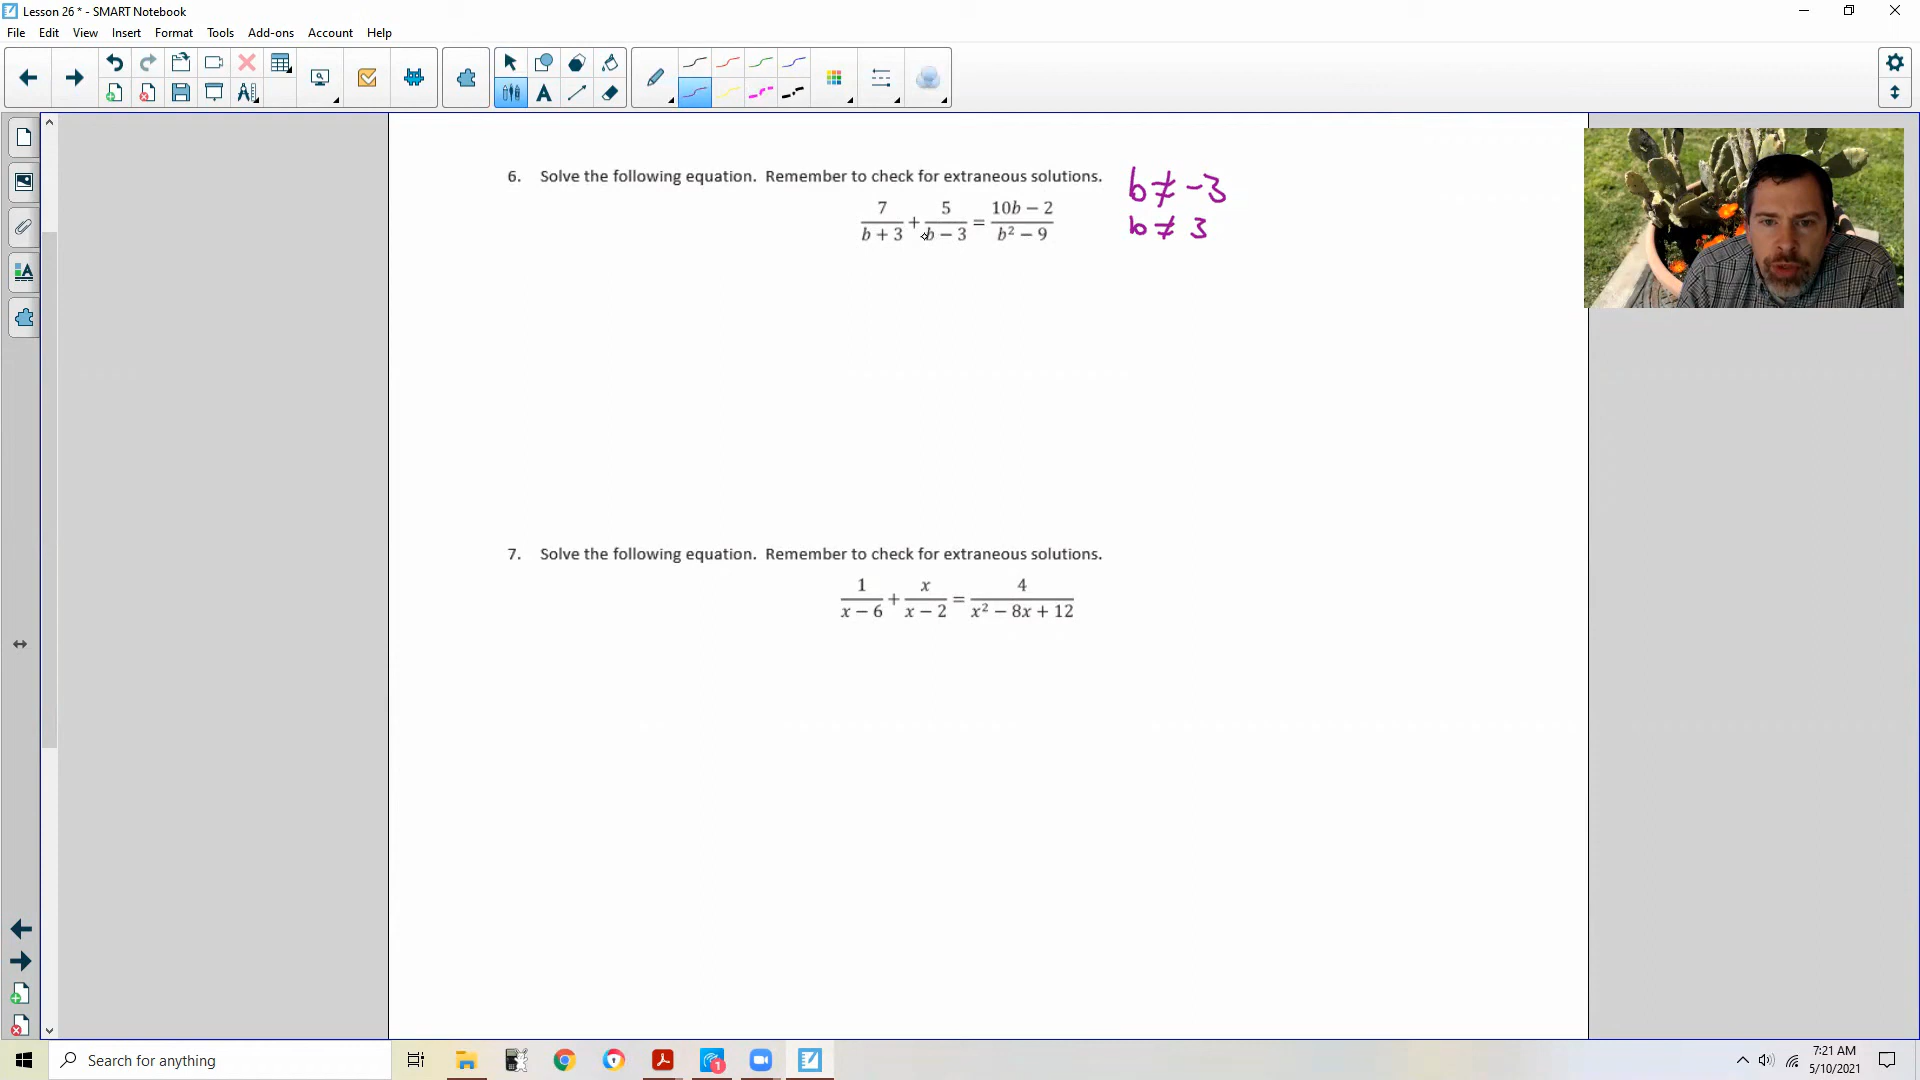 Lesson 26 * - SMART Notebook
File Edit View Insert Format Tools Add-ons Account Help
6. Solve the following equation. Remember to check for extraneous solutions.
7/(b + 3) + 5/(b − 3) = (10b − 2)/(b² − 9)
b ≠ -3
b ≠ 3
7. Solve the following equation. Remember to check for extraneous solutions.
1/(x − 6) + x/(x − 2) = 4/(x² − 8x + 12)
Search for anything
1
7:21 AM
5/10/2021